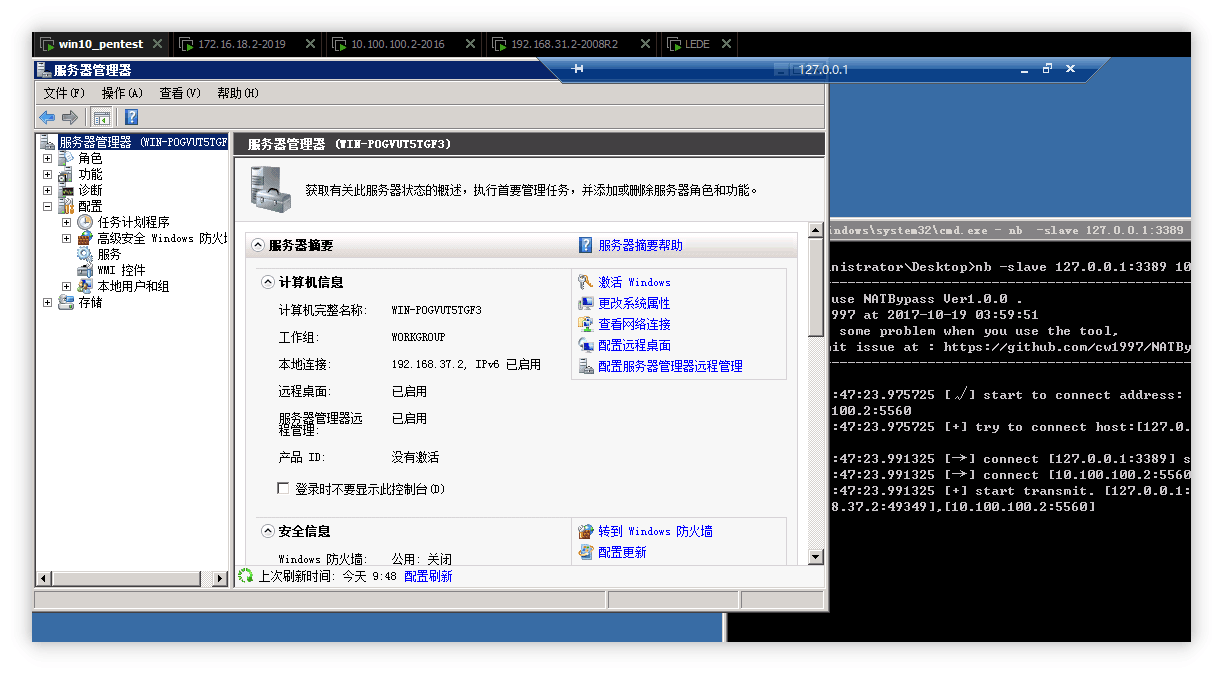 win10_pentest
172.16.18.2-2019
10.100.100.2-2016
192.168.31.2-2008R2
LEDE
服务器管理器
127.0.0.1
文件(F) 操作(A) 查看(V) 帮助(H)
服务器管理器 (WIN-POGVUT5TGF
角色
功能
诊断
配置
任务计划程序
高级安全 Windows 防火墙
服务
WMI 控件
本地用户和组
存储
服务器管理器 (WIN-POGVUT5TGF3)
获取有关此服务器状态的概述，执行首要管理任务，并添加或删除服务器角色和功能。
服务器摘要
服务器摘要帮助
计算机信息
计算机完整名称: WIN-POGVUT5TGF3
工作组: WORKGROUP
本地连接: 192.168.37.2, IPv6 已启用
远程桌面: 已启用
服务器管理器远程管理: 已启用
产品 ID: 没有激活
登录时不要显示此控制台(D)
激活 Windows
更改系统属性
查看网络连接
配置远程桌面
配置服务器管理器远程管理
安全信息
Windows 防火墙: 公用: 关闭
转到 Windows 防火墙
配置更新
上次刷新时间: 今天 9:48 配置刷新
indows\system32\cmd.exe - nb  -slave 127.0.0.1:3389
nistrator\Desktop>nb -slave 127.0.0.1:3389 10
use NATBypass Ver1.0.0 .
997 at 2017-10-19 03:59:51
some problem when you use the tool,
it issue at : https://github.com/cw1997/NATBy
:47:23.975725 [√] start to connect address:
100.2:5560
:47:23.975725 [+] try to connect host:[127.0.
:47:23.991325 [→] connect [127.0.0.1:3389] s
:47:23.991325 [→] connect [10.100.100.2:5560
:47:23.991325 [+] start transmit. [127.0.0.1:
8.37.2:49349],[10.100.100.2:5560]